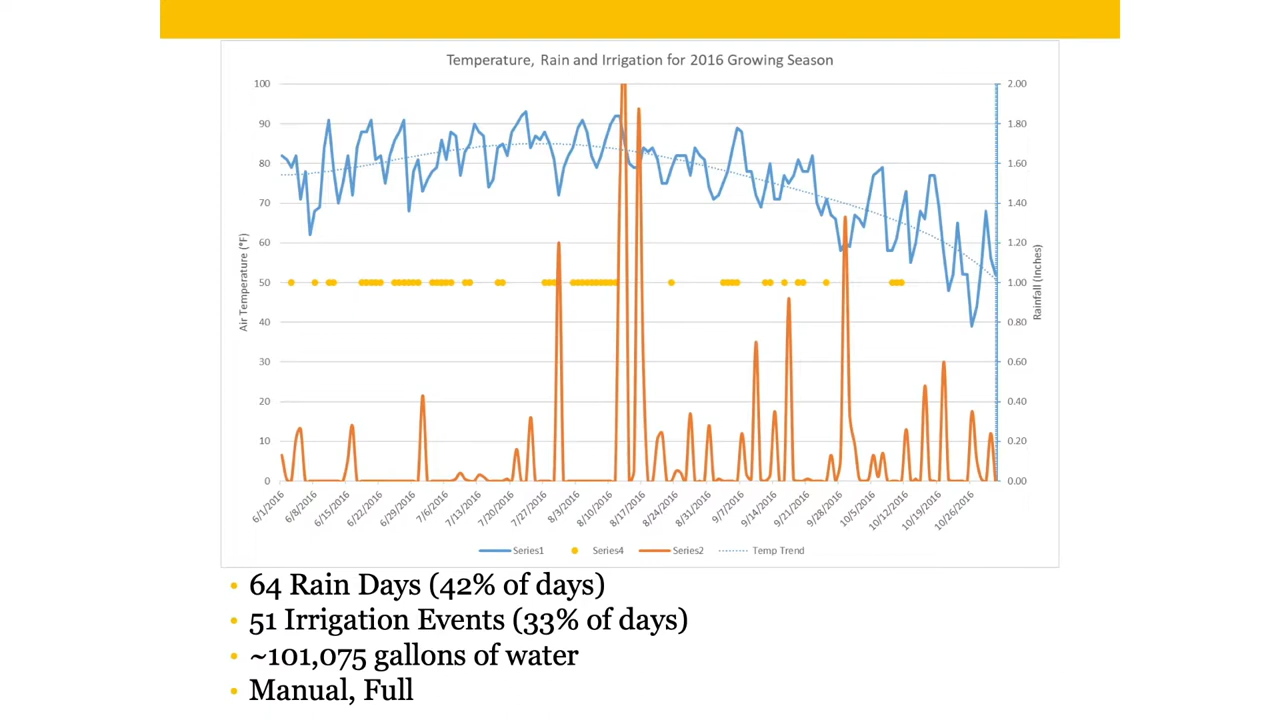 Temperature, Rain and Irrigation for 2016 Growing Season
100 2.00
90 1.80
80 1.60
70 1.40
60 1.20
50 1.00
40 0.80
30 0.60
20 0.40
10 0.20
0 0.00
Air Temperature (°F)
Rainfall (inches)
6/1/2016 6/8/2016 6/15/2016 6/22/2016 6/29/2016 7/6/2016 7/13/2016 7/20/2016 7/27/2016 8/3/2016 8/10/2016 8/17/2016 8/24/2016 8/31/2016 9/7/2016 9/14/2016 9/21/2016 9/28/2016 10/5/2016 10/12/2016 10/19/2016 10/26/2016
Series1 Series4 Series2 Temp Trend
• 64 Rain Days (42% of days)
• 51 Irrigation Events (33% of days)
• ~101,075 gallons of water
• Manual, Full